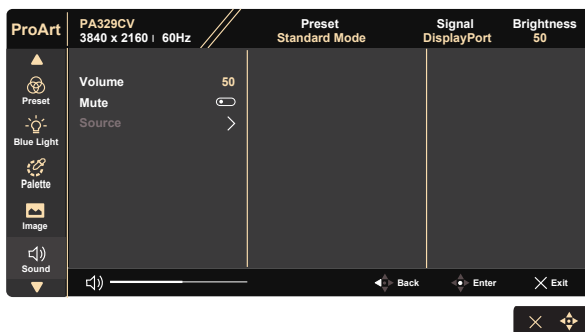 ProArt
PA329CV
3840 x 2160 60Hz
Preset
Standard Mode
Signal
DisplayPort
Brightness
50
Preset
Blue Light
Palette
Image
Sound
Volume 50
Mute
Source
Back
Enter
Exit